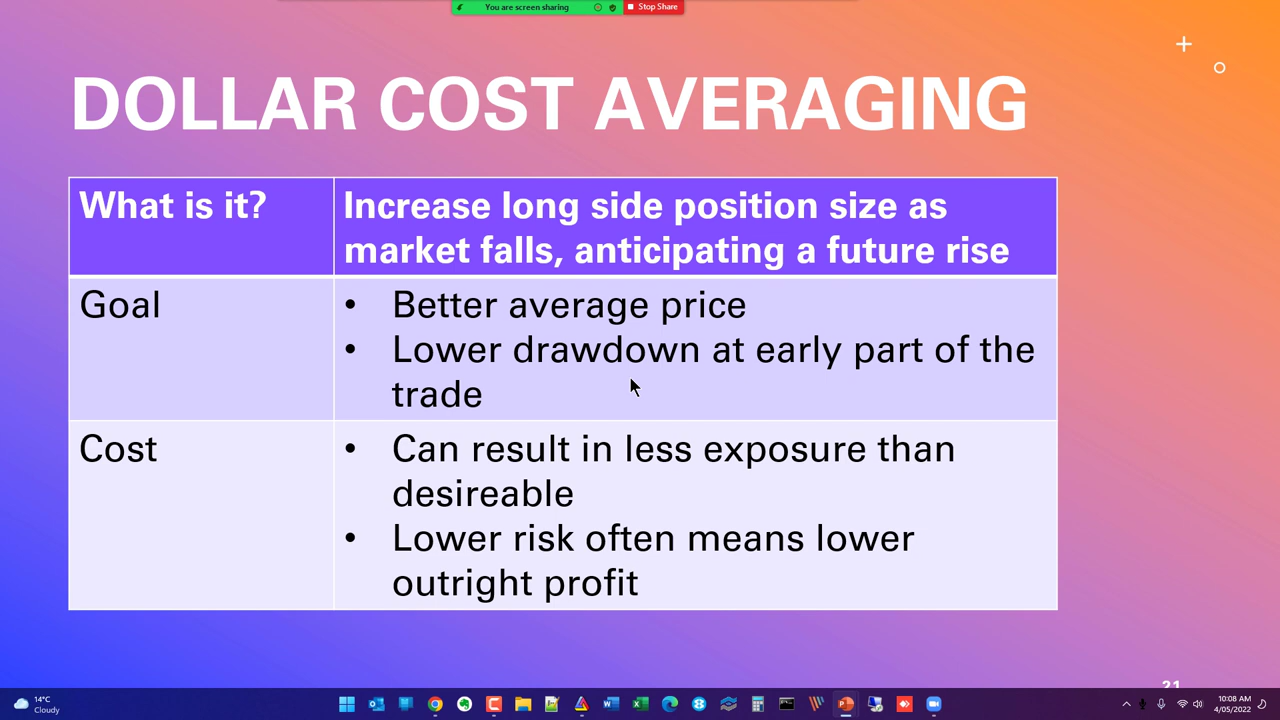 You are screen sharing
Stop Share
DOLLAR COST AVERAGING
What is it?
Increase long side position size as
market falls, anticipating a future rise
Goal
• Better average price
• Lower drawdown at early part of the
trade
Cost
• Can result in less exposure than
desireable
• Lower risk often means lower
outright profit
21
14°C
Cloudy
10:08 AM
4/05/2022